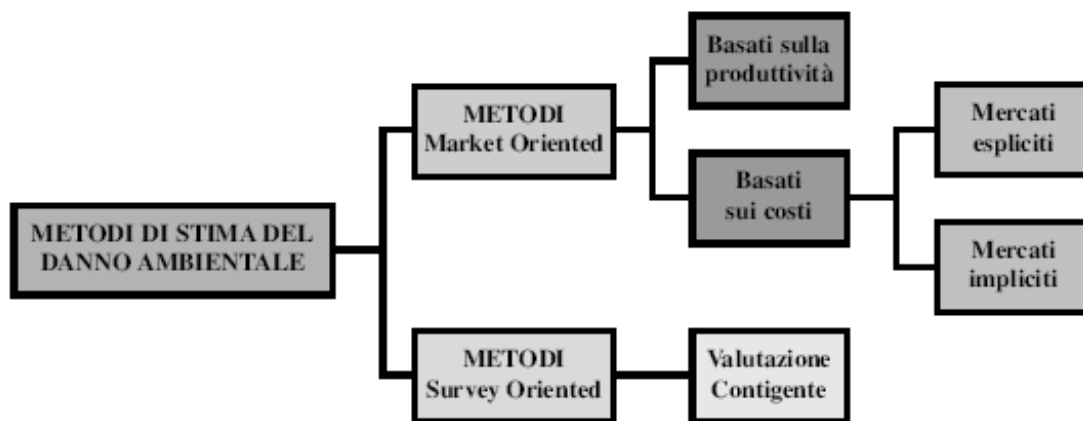 METODI DI STIMA DEL
DANNO AMBIENTALE
METODI
Market Oriented
Basati sulla
produttività
Basati
sui costi
Mercati
espliciti
Mercati
impliciti
METODI
Survey Oriented
Valutazione
Contigente